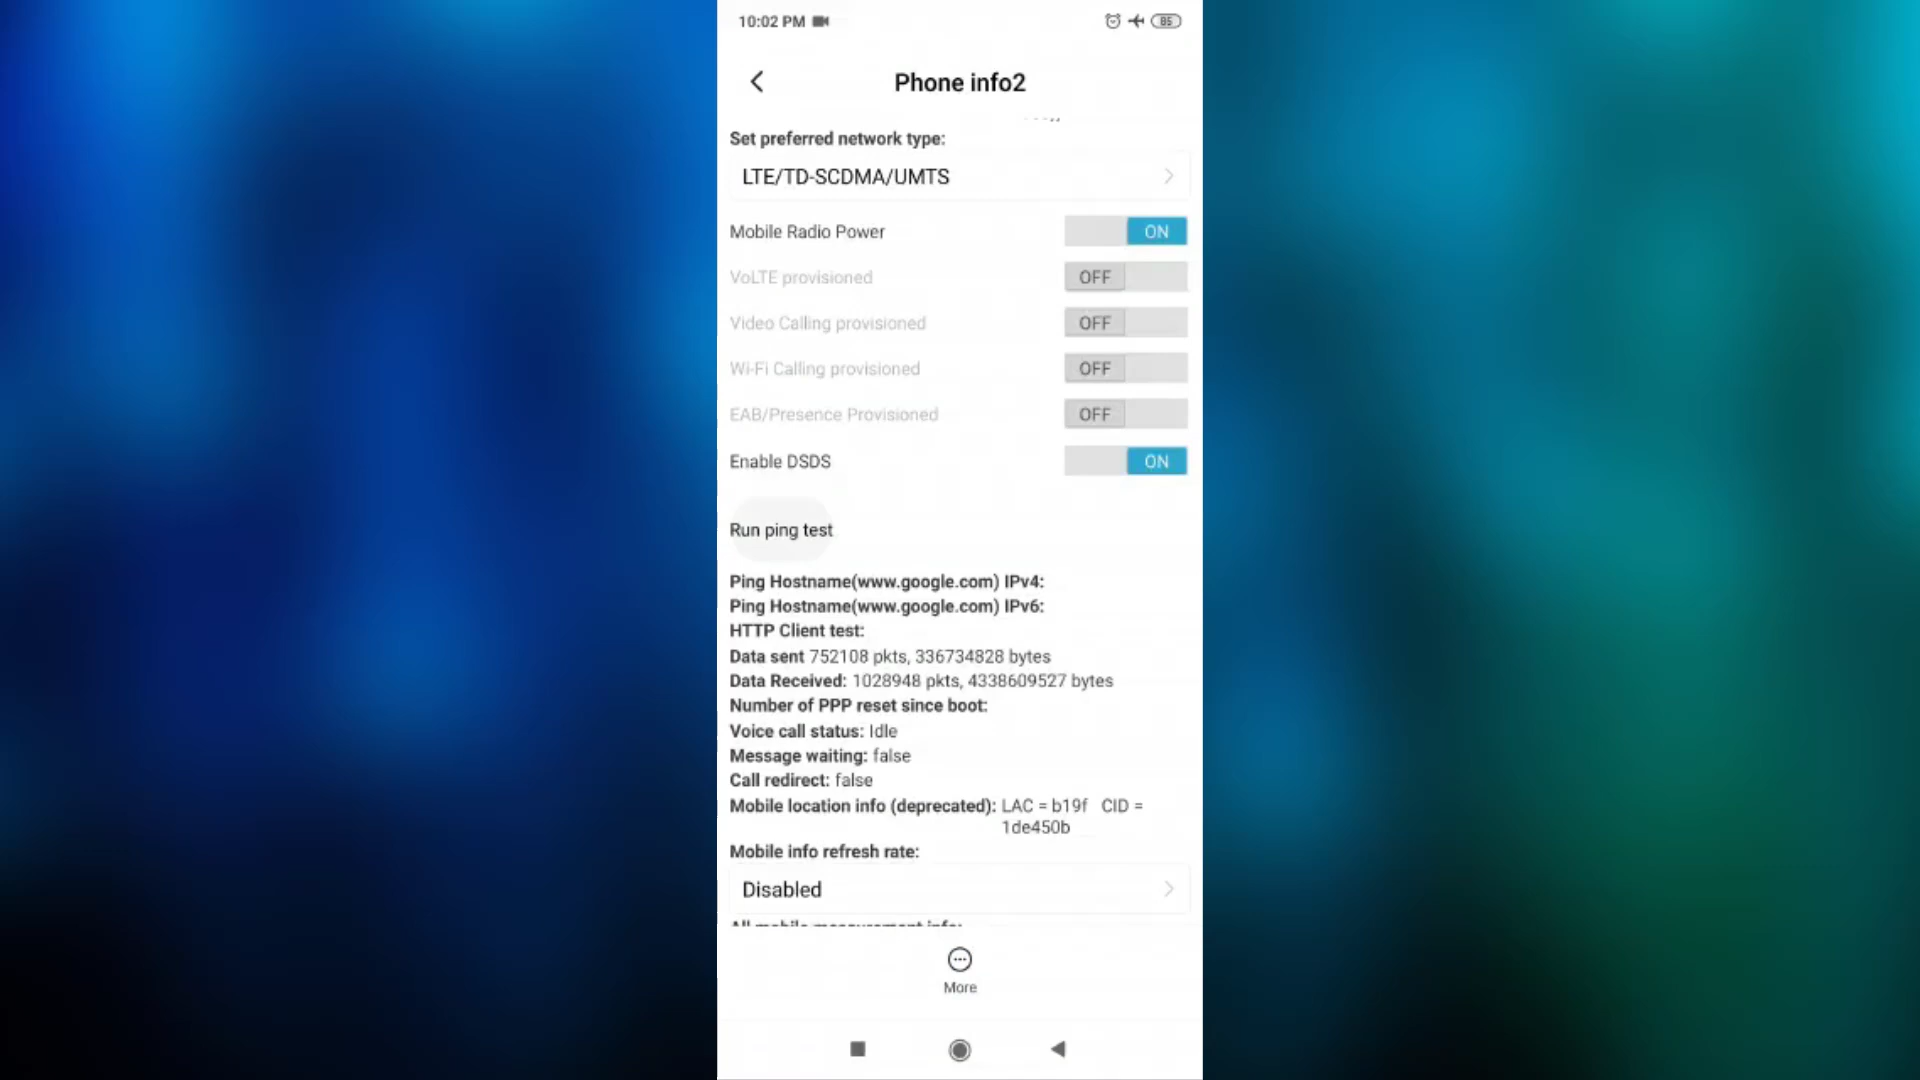 10:02 PM
85
Phone info2
Set preferred network type:
LTE/TD-SCDMA/UMTS
Mobile Radio Power ON
VoLTE provisioned OFF
Video Calling provisioned OFF
Wi-Fi Calling provisioned OFF
EAB/Presence Provisioned OFF
Enable DSDS ON
Run ping test
Ping Hostname(www.google.com) IPv4:
Ping Hostname(www.google.com) IPv6:
HTTP Client test:
Data sent 752108 pkts, 336734828 bytes
Data Received: 1028948 pkts, 4338609527 bytes
Number of PPP reset since boot:
Voice call status: Idle
Message waiting: false
Call redirect: false
Mobile location info (deprecated): LAC = b19f CID =
1de450b
Mobile info refresh rate:
Disabled
All mobile measurement info:
More